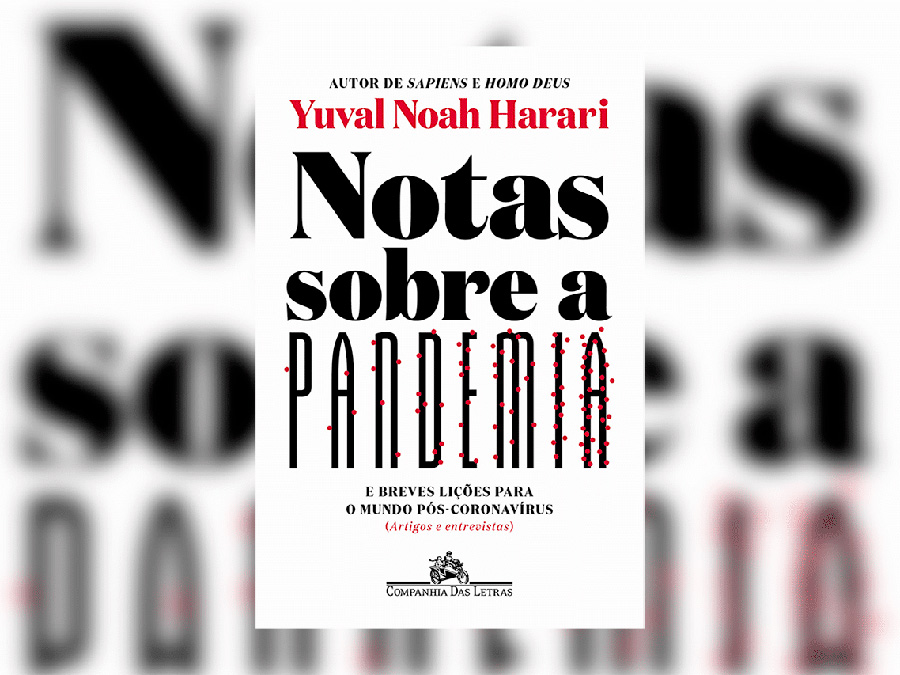 AUTOR DE SAPIENS E HOMO DEUS
Yuval Noah Harari
Notas
sobre a
PANDEMIA
E BREVES LIÇÕES PARA
O MUNDO PÓS-CORONAVÍRUS
(Artigos e entrevistas)
COMPANHIA DAS LETRAS